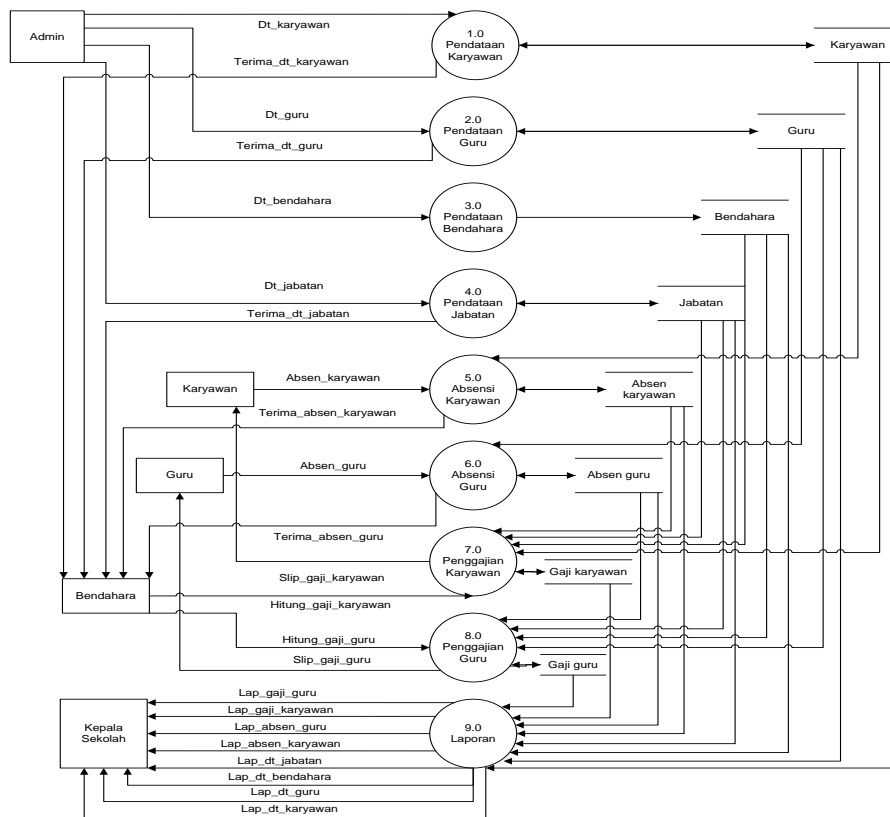 Dt_karyawan
Admin
1.0
Pendataan
Karyawan
Karyawan
Terima_dt_karyawan
Dt_guru
2.0
Pendataan
Guru
Guru
Terima_dt_guru
Dt_bendahara
3.0
Pendataan
Bendahara
Bendahara
Dt_jabatan
4.0
Pendataan
Jabatan
Jabatan
Terima_dt_jabatan
Karyawan
Absen_karyawan
5.0
Absensi
Karyawan
Absen
karyawan
Terima_absen_karyawan
Guru
Absen_guru
6.0
Absensi
Guru
Absen guru
Terima_absen_guru
7.0
Penggajian
Karyawan
Gaji karyawan
Slip_gaji_karyawan
Bendahara
Hitung_gaji_karyawan
Hitung_gaji_guru
8.0
Penggajian
Guru
Gaji guru
Slip_gaji_guru
Lap_gaji_guru
Lap_gaji_karyawan
Kepala
Sekolah
Lap_absen_guru
9.0
Laporan
Lap_absen_karyawan
Lap_dt_jabatan
Lap_dt_bendahara
Lap_dt_guru
Lap_dt_karyawan